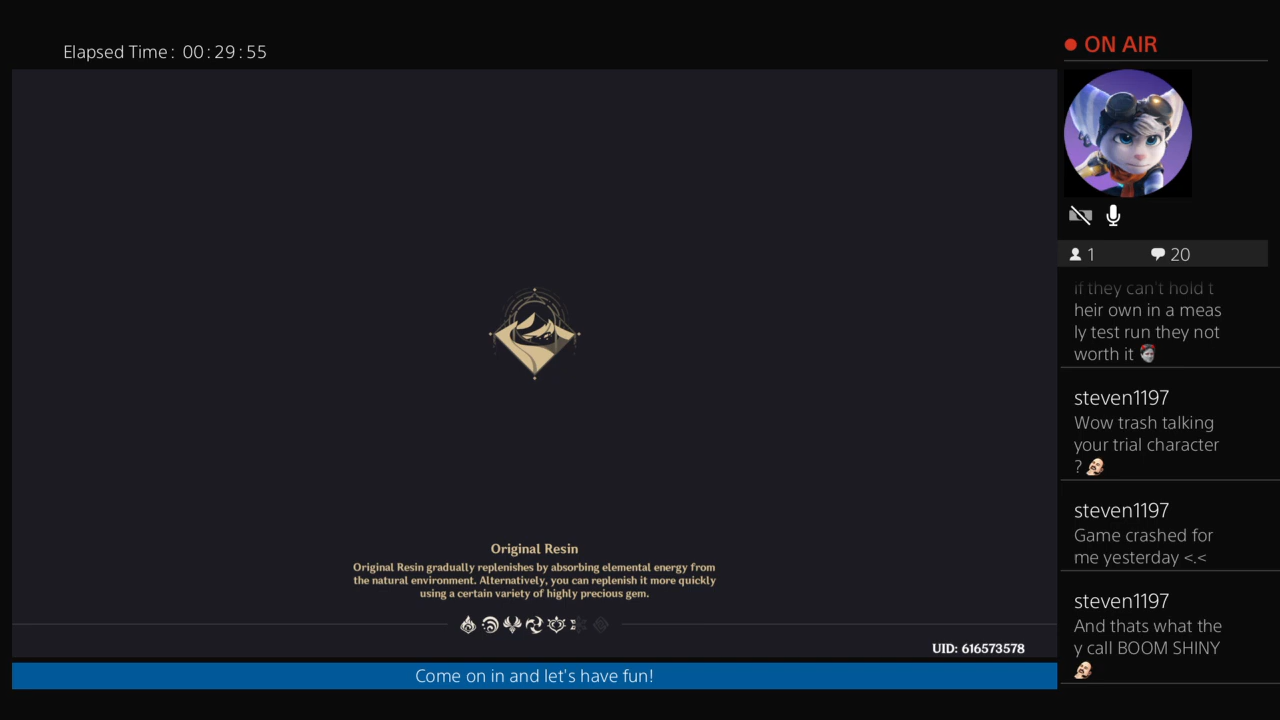 Elapsed Time: 00:29:55
ON AIR
1
20
if they can't hold t
heir own in a meas
ly test run they not
worth it
steven1197
Wow trash talking
your trial character
?
steven1197
Game crashed for
me yesterday <.<
steven1197
And thats what the
y call BOOM SHINY
Original Resin
Original Resin gradually replenishes by absorbing elemental energy from
the natural environment. Alternatively, you can replenish it more quickly
using a certain variety of highly precious gem.
UID: 616573578
Come on in and let's have fun!